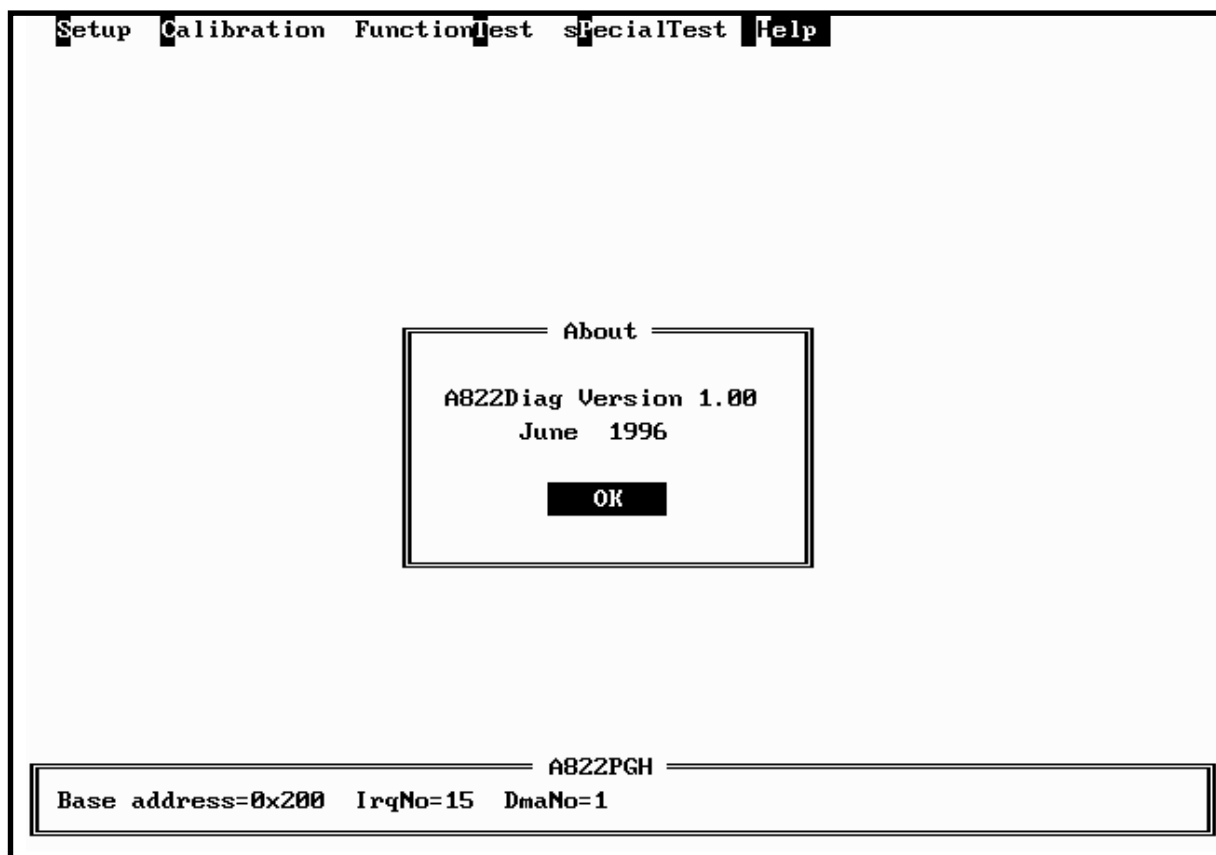 Setup  Calibration  FunctionTest  sPecialTest  Help
About
A822Diag Version 1.00
June  1996
OK
A822PGH
Base address=0x200  IrqNo=15  DmaNo=1